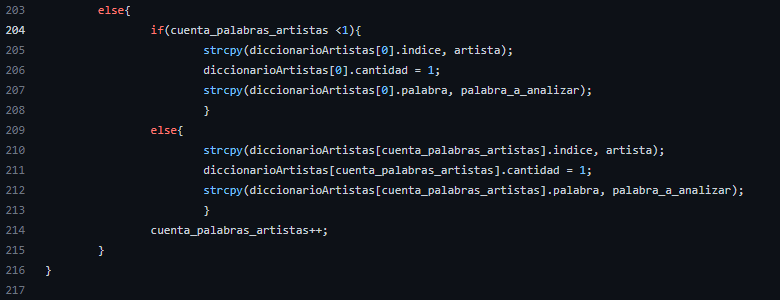 203 else{
204 if(cuenta_palabras_artistas <1){
205 strcpy(diccionarioArtistas[0].indice, artista);
206 diccionarioArtistas[0].cantidad = 1;
207 strcpy(diccionarioArtistas[0].palabra, palabra_a_analizar);
208 }
209 else{
210 strcpy(diccionarioArtistas[cuenta_palabras_artistas].indice, artista);
211 diccionarioArtistas[cuenta_palabras_artistas].cantidad = 1;
212 strcpy(diccionarioArtistas[cuenta_palabras_artistas].palabra, palabra_a_analizar);
213 }
214 cuenta_palabras_artistas++;
215 }
216 }
217